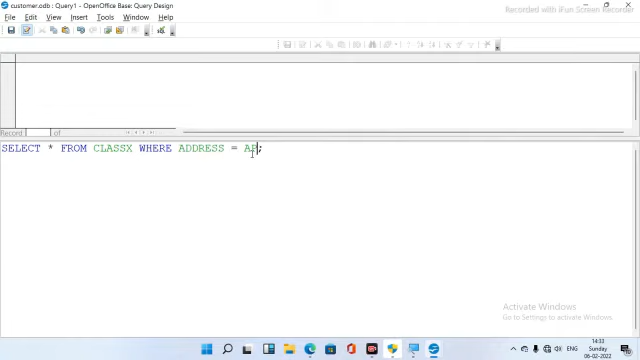 Recorded with iFun Screen Recorder
customer.odb : Query1 - OpenOffice Base: Query Design
File Edit View Insert Tools Window Help
Record of
SELECT * FROM CLASSX WHERE ADDRESS = AP;
Activate Windows
Go to Settings to activate Windows.
ENG
14:33
Sunday
06-02-2022